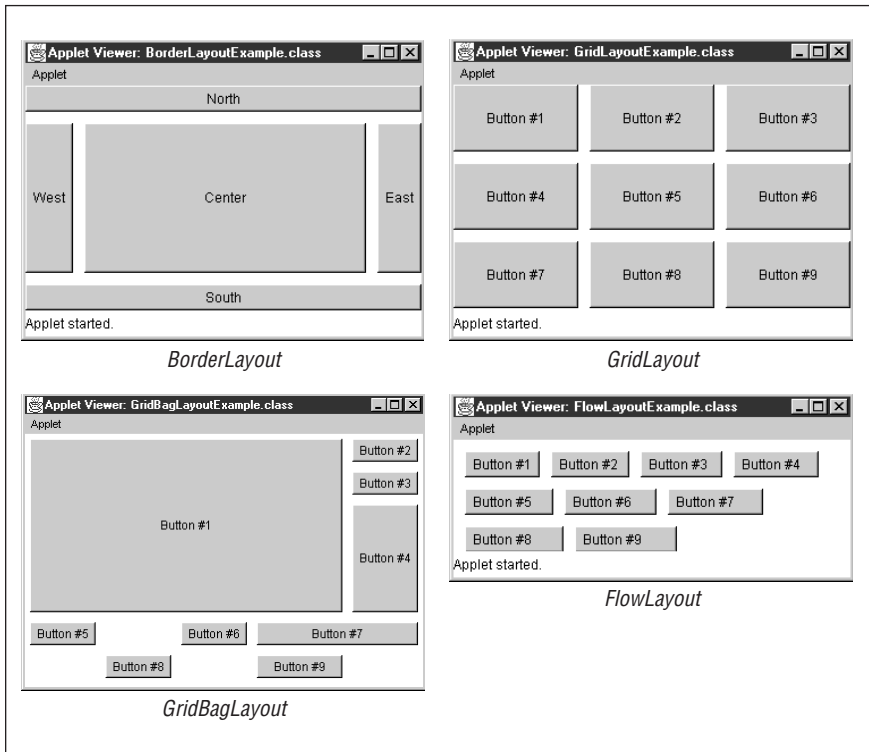 Applet Viewer: BorderLayoutExample.class
Applet
North
West
Center
East
South
Applet started.
BorderLayout
Applet Viewer: GridLayoutExample.class
Applet
Button #1 Button #2 Button #3
Button #4 Button #5 Button #6
Button #7 Button #8 Button #9
Applet started.
GridLayout
Applet Viewer: GridBagLayoutExample.class
Applet
Button #1
Button #2
Button #3
Button #4
Button #5 Button #6 Button #7
Button #8 Button #9
GridBagLayout
Applet Viewer: FlowLayoutExample.class
Applet
Button #1 Button #2 Button #3 Button #4
Button #5 Button #6 Button #7
Button #8 Button #9
Applet started.
FlowLayout